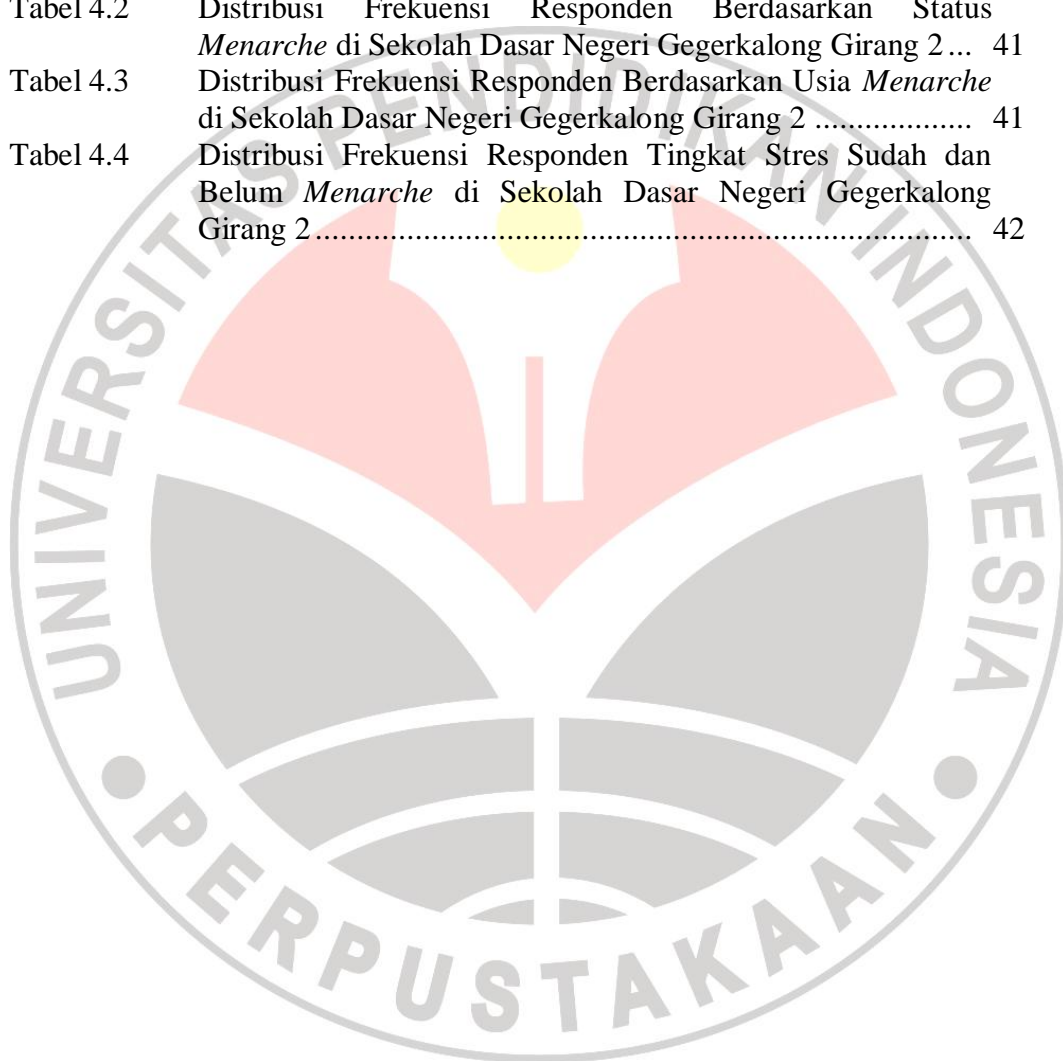 Tabel 4.2 Distribusi Frekuensi Responden Berdasarkan Status
Menarche di Sekolah Dasar Negeri Gegerkalong Girang 2 ... 41
Tabel 4.3 Distribusi Frekuensi Responden Berdasarkan Usia Menarche
di Sekolah Dasar Negeri Gegerkalong Girang 2 ................... 41
Tabel 4.4 Distribusi Frekuensi Responden Tingkat Stres Sudah dan
Belum Menarche di Sekolah Dasar Negeri Gegerkalong
Girang 2 ............................................................................... 42
UNIVERSITAS PENDIDIKAN INDONESIA
PERPUSTAKAAN